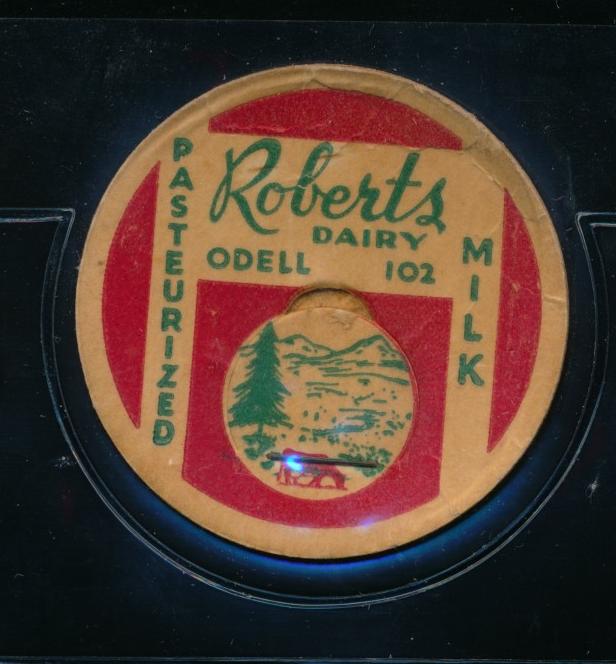 PASTEURIZED
Roberts
DAIRY
ODELL 102
MILK